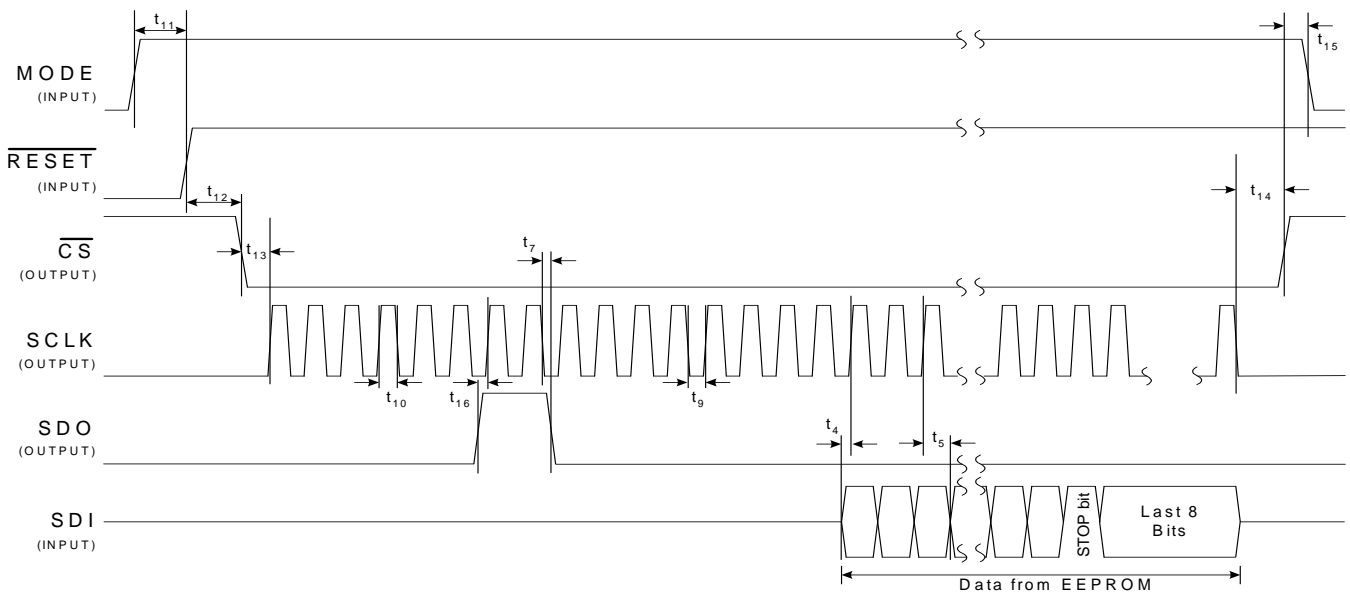 t11
t15
MODE
(INPUT)
RESET
(INPUT)
t12
t14
CS
(OUTPUT)
t13
t7
SCLK
(OUTPUT)
t10
t16
t9
SDO
(OUTPUT)
t4
t5
SDI
(INPUT)
STOP bit
Last 8
Bits
Data from EEPROM